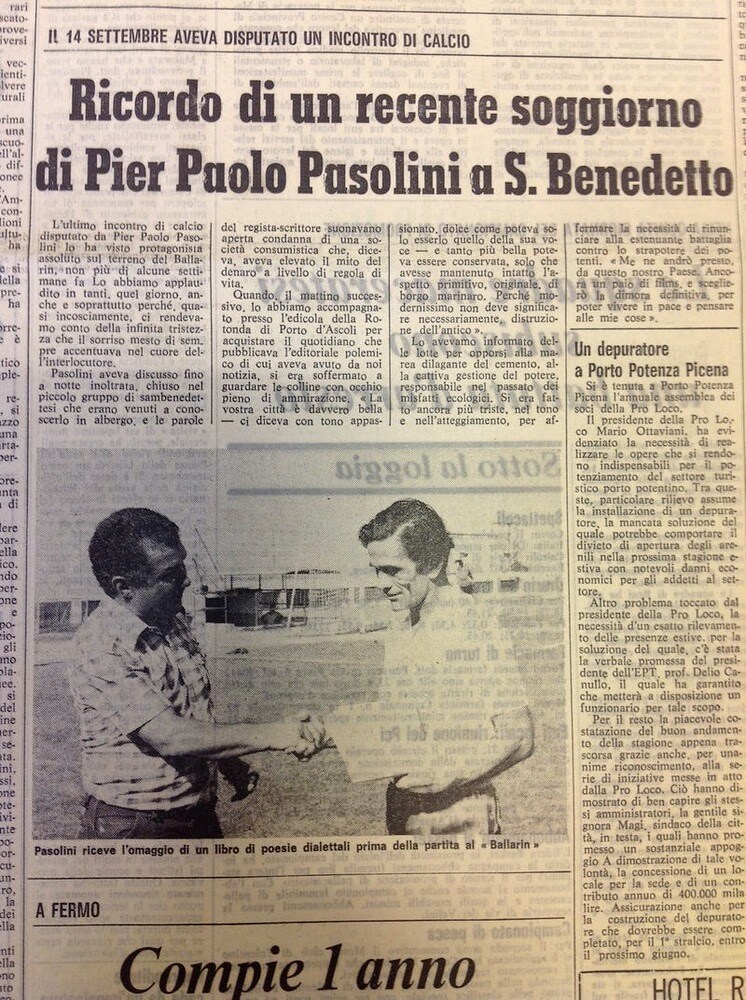 IL 14 SETTEMBRE AVEVA DISPUTATO UN INCONTRO DI CALCIO
Ricordo di un recente soggiorno
di Pier Paolo Pasolini a S. Benedetto
L'ultimo incontro di calcio
disputato da Pier Paolo Paso-
lini lo ha visto protagonista
assoluto sul terreno del Balla-
rin, non più di alcune setti-
mane fa Lo abbiamo applau-
dito in tanti, quel giorno, an-
che e soprattutto perché, qua-
si incosciamente, ci rendeva-
mo conto della infinita tristez-
za che il sorriso mesto di sem-
pre accentuava nel cuore del-
l'interlocutore.
Pasolini aveva discusso fino
a notte inoltrata, chiuso nel
piccolo gruppo di sambenedet-
tesi che erano venuti a cono-
scerlo in albergo, e le parole
del regista-scrittore suonavano
aperta condanna di una so-
cietà consumistica che, dice-
va, aveva elevato il mito del
denaro a livello di regola di
vita.
Quando, il mattino succes-
sivo, lo abbiamo accompagna-
to presso l'edicola della Ro-
tonda di Porto d'Ascoli per
acquistare il quotidiano che
pubblicava l'editoriale polemi-
co di cui aveva avuto da noi
notizia, si era soffermato a
guardare le colline con occhio
pieno di ammirazione. « La
vostra città è davvero bella
— ci diceva con tono appas-
sionato, dolce come poteva so-
lo esserlo quello della sua vo-
ce — e tanto più bella pote-
va essere conservata, solo che
avesse mantenuto intatto l'a-
spetto primitivo, originale, di
borgo marinaro. Perché mo-
dernissimo non deve significa-
re necessariamente, distruzio-
ne dell'antico ».
Lo avevamo informato del-
le lotte per opporsi alla ma-
rea dilagante del cemento, al-
la cattiva gestione del potere,
responsabile nel passato dei
misfatti ecologici. Si era fat-
to ancora più triste, nel tono
e nell'atteggiamento, per af-
fermare la necessità di rinun-
ciare alla estenuante battaglia
contro lo strapotere dei po-
tenti. « Me ne andrò presto,
da questo nostro Paese. Anco-
ra un paio di films, e sceglie-
rò la dimora definitiva, per
poter vivere in pace e pensare
alle mie cose ».
Un depuratore
a Porto Potenza Picena
Si è tenuta a Porto Potenza
Picena l'annuale assemblea dei
soci della Pro Loco.
Il presidente della Pro Lo-
co Mario Ottaviani, ha evi-
denziato la necessità di rea-
lizzare le opere che si rendo-
no indispensabili per il po-
tenziamento del settore turi-
stico porto potentino. Tra que-
ste, particolare rilievo assume
la installazione di un depura-
tore, la mancata soluzione del
quale potrebbe comportare il
divieto di apertura degli are-
nili nella prossima stagione e-
stiva con notevoli danni eco-
nomici per gli addetti al set-
tore.
Altro problema toccato dal
presidente della Pro Loco, la
necessità d'un esatto rilevamen-
to delle presenze estive, per la
soluzione del quale, c'è stata
la verbale promessa del presi-
dente dell'EPT, prof. Delio Ca-
nullo, il quale ha garantito
che metterà a disposizione un
funzionario per tale scopo.
Per il resto la piacevole co-
statazione del buon andamen-
to della stagione appena tra-
scorsa grazie anche, per una-
nime riconoscimento, alla se-
rie di iniziative messe in atto
dalla Pro Loco. Ciò hanno di-
mostrato di ben capire gli stes-
si amministratori, la gentile si-
gnora Magi, sindaco della cit-
tà, in testa, i quali hanno pro-
messo un sostanziale appog-
gio A dimostrazione di tale vo-
lontà, la concessione di un lo-
cale per la sede e di un con-
tributo annuo di 400.000 mila
lire. Assicurazione anche per
la costruzione del depurato-
re che dovrebbe essere com-
pletato, per il 1° stralcio, entro
il prossimo giugno.
Pasolini riceve l'omaggio di un libro di poesie dialettali prima della partita al « Ballarin »
A FERMO
Compie 1 anno
HOTEL R